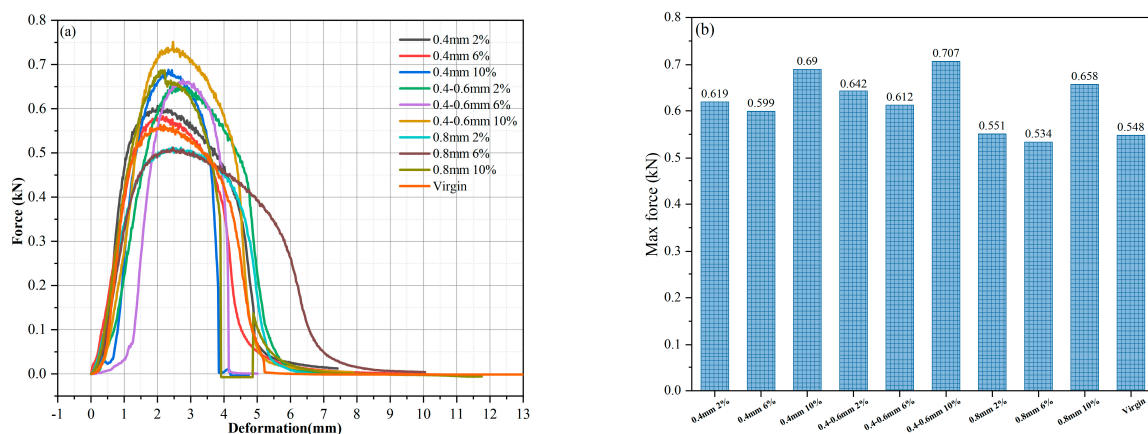 (a)
0.4mm 2%
0.4mm 6%
0.4mm 10%
0.4-0.6mm 2%
0.4-0.6mm 6%
0.4-0.6mm 10%
0.8mm 2%
0.8mm 6%
0.8mm 10%
Virgin
0.8
0.7
0.6
0.5
0.4
0.3
0.2
0.1
0.0
Force (kN)
-1 0 1 2 3 4 5 6 7 8 9 10 11 12 13
Deformation(mm)
(b)
0.8
0.7
0.6
0.5
0.4
0.3
0.2
0.1
0.0
Max force (kN)
0.619 0.599 0.69 0.642 0.612 0.707 0.551 0.534 0.658 0.548
0.4mm 2% 0.4mm 6% 0.4mm 10% 0.4-0.6mm 2% 0.4-0.6mm 6% 0.4-0.6mm 10% 0.8mm 2% 0.8mm 6% 0.8mm 10% Virgin